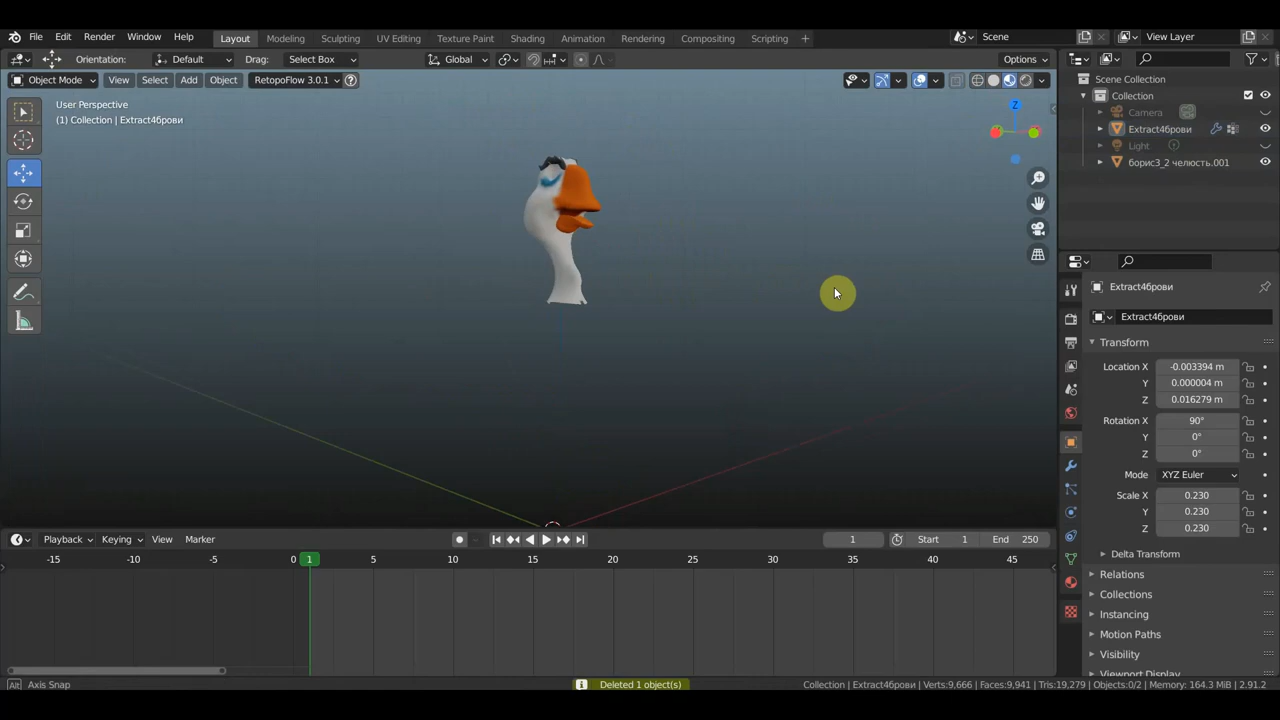 File Edit Render Window Help Layout Modeling Sculpting UV Editing Texture Paint Shading Animation Rendering Compositing Scripting + Scene View Layer
Orientation: Default Drag: Select Box Global Options
Object Mode View Select Add Object RetopoFlow 3.0.1
User Perspective
(1) Collection | Extract4брови
Z
Scene Collection
Collection
Camera
Extract4брови
Light
борис3_2 челюсть.001
Extract4брови
Extract4брови
Transform
Location X -0.003394 m
Y 0.000004 m
Z 0.016279 m
Rotation X 90°
Y 0°
Z 0°
Mode XYZ Euler
Scale X 0.230
Y 0.230
Z 0.230
Delta Transform
Relations
Collections
Instancing
Motion Paths
Visibility
Viewport Display
Playback Keying View Marker 1 Start 1 End 250
-15 -10 -5 0 1 5 10 15 20 25 30 35 40 45
Alt Axis Snap Deleted 1 object(s) Collection | Extract4брови | Verts:9,666 | Faces:9,941 | Tris:19,279 | Objects:0/2 | Memory: 164.3 MiB | 2.91.2